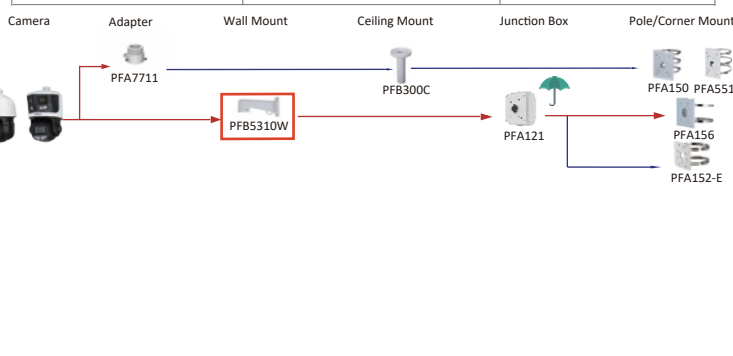 Camera Adapter Wall Mount Ceiling Mount Junction Box Pole/Corner Mount
PFA7711
PFB300C
PFA150 PFA551
PFB5310W
PFA121
PFA156
PFA152-E